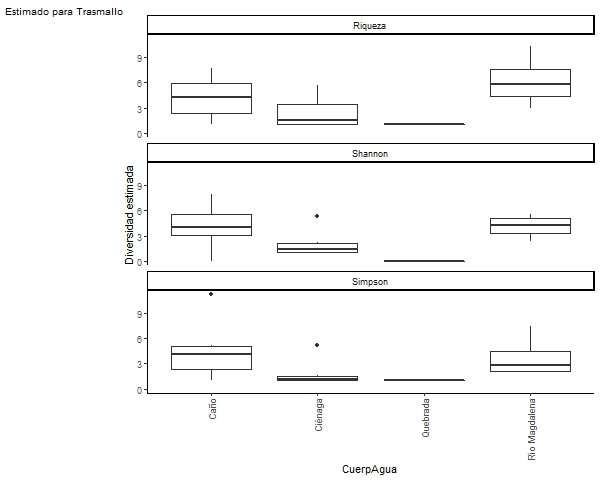 Estimado para Trasmallo
Riqueza
9
6
3
0
Shannon
9
6
3
0
Simpson
9
6
3
0
Diversidad estimada
Caño
Ciénaga
Quebrada
Río Magdalena
CuerpAgua